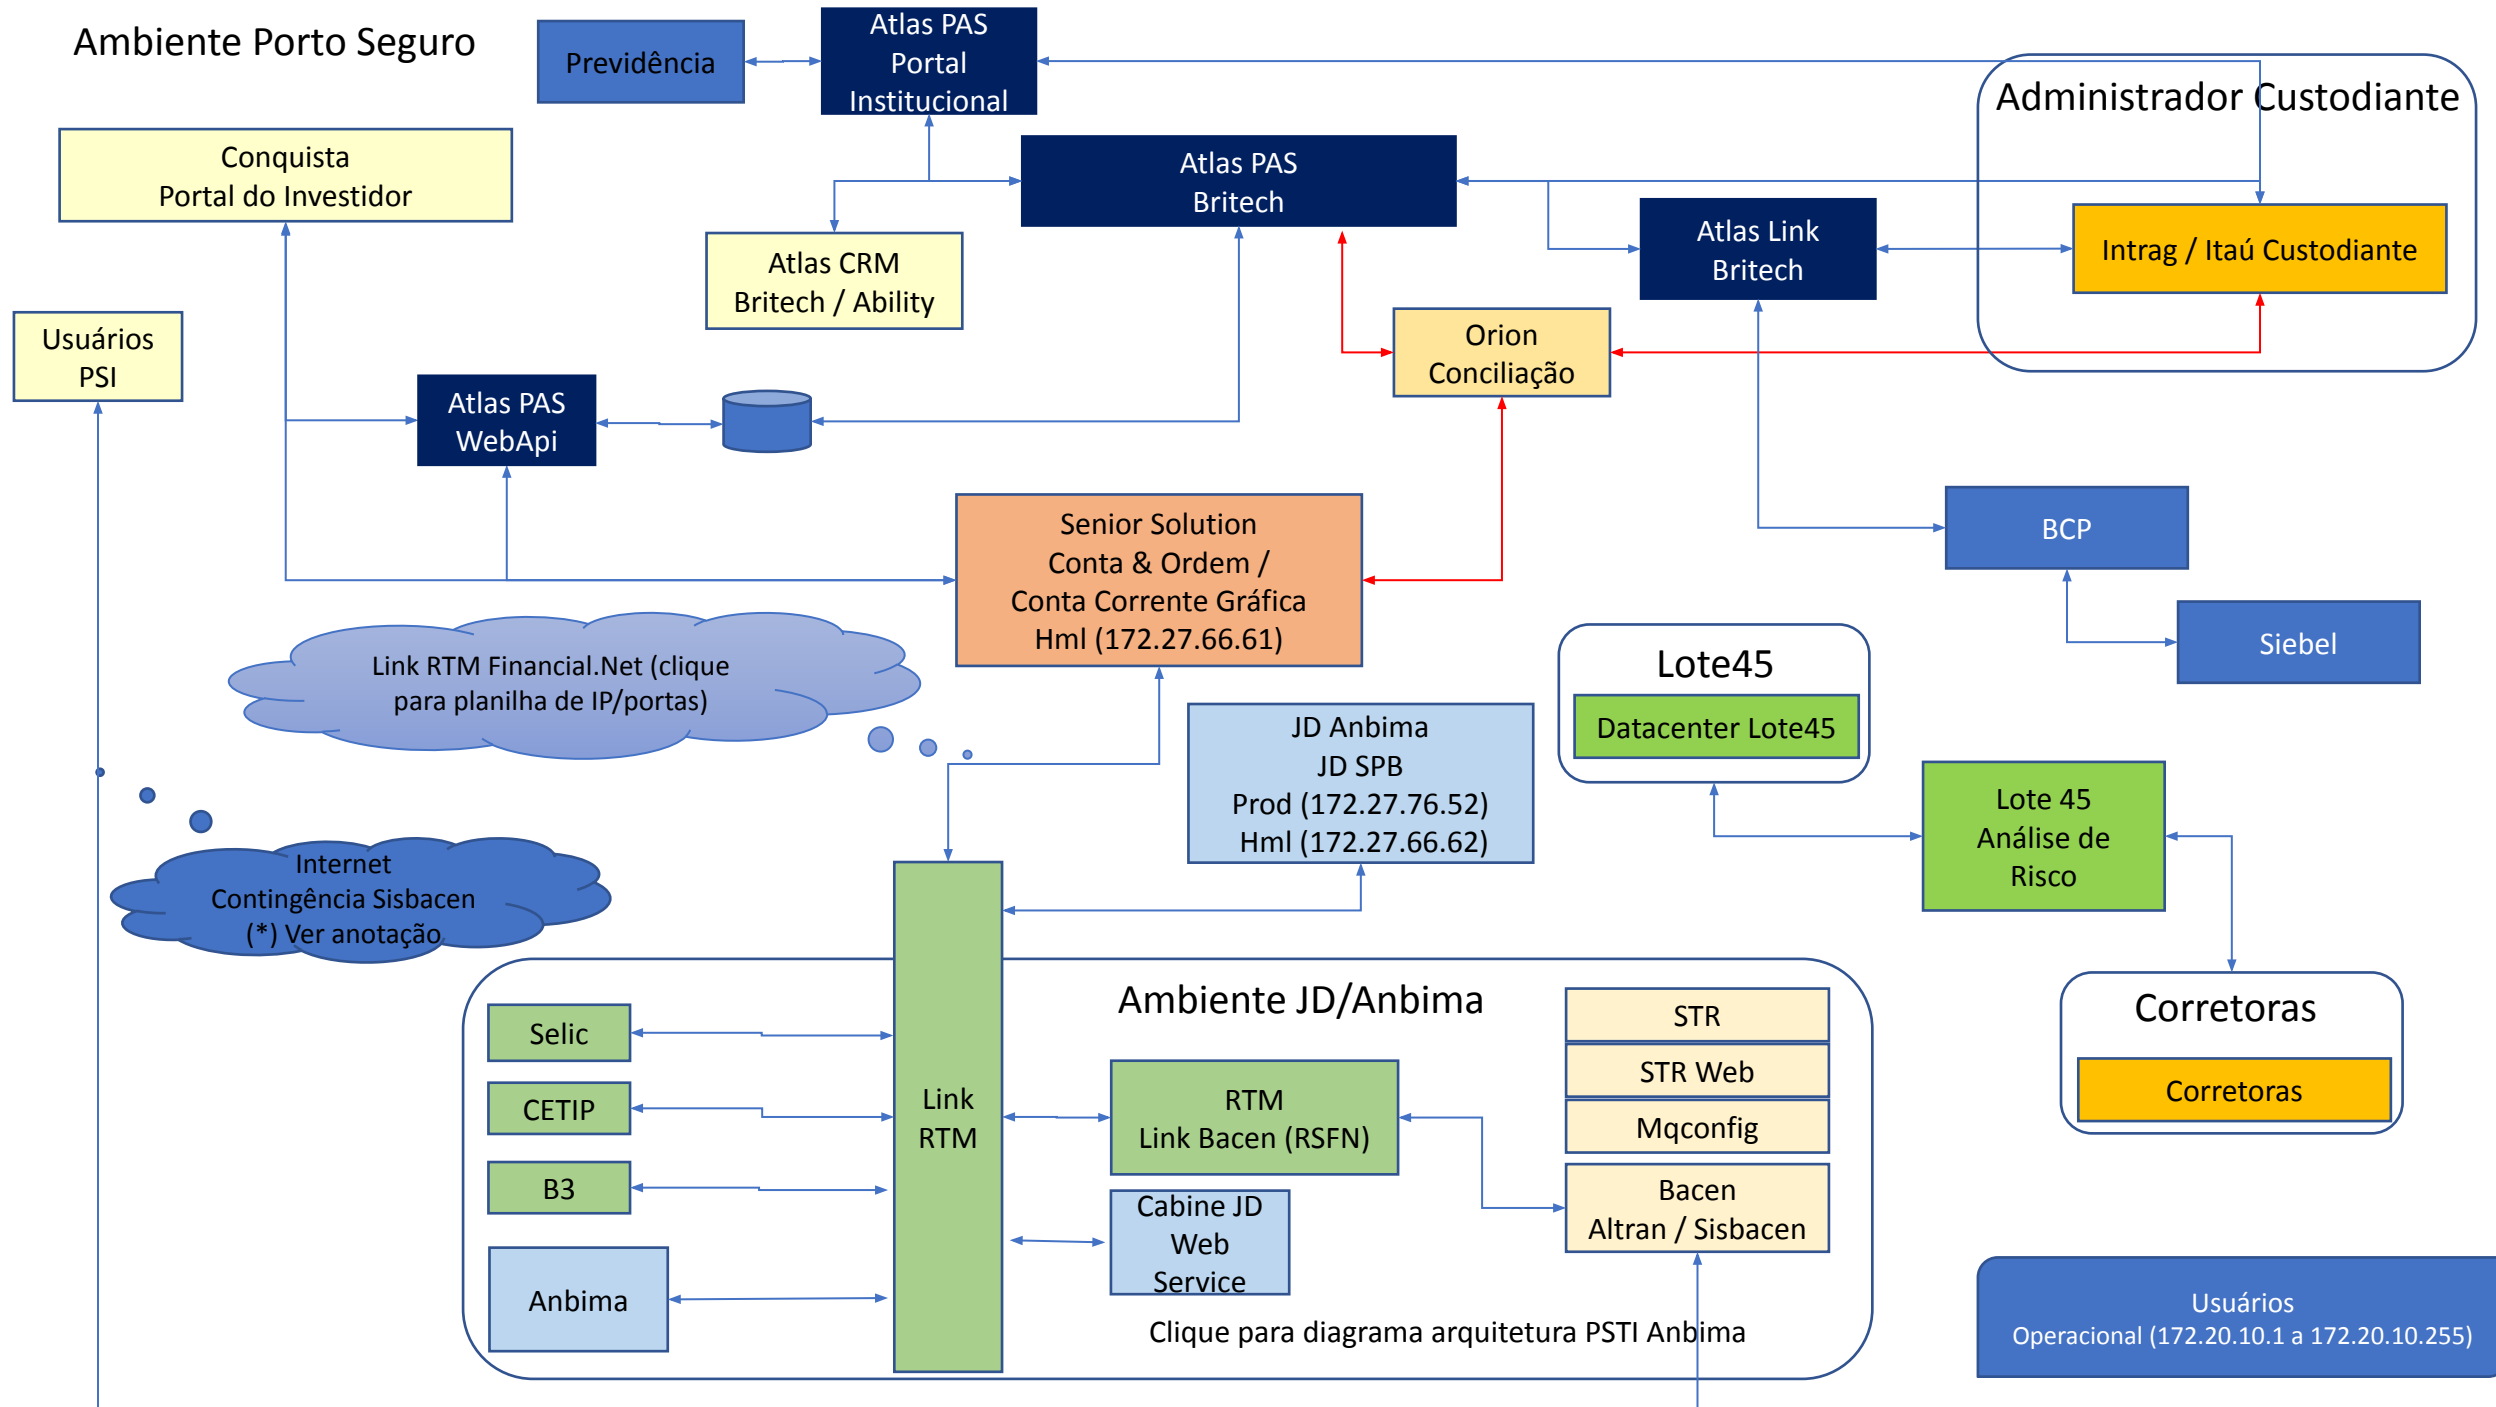 Ambiente Porto Seguro
Previdência
Atlas PAS
Portal
Institucional
Administrador Custodiante
Conquista
Portal do Investidor
Atlas PAS
Britech
Atlas CRM
Britech / Ability
Atlas Link
Britech
Intrag / Itaú Custodiante
Usuários
PSI
Orion
Conciliação
Atlas PAS
WebApi
Senior Solution
Conta & Ordem /
Conta Corrente Gráfica
Hml (172.27.66.61)
BCP
Siebel
Link RTM Financial.Net (clique
para planilha de IP/portas)
Lote45
Datacenter Lote45
JD Anbima
JD SPB
Prod (172.27.76.52)
Hml (172.27.66.62)
Lote 45
Análise de
Risco
Internet
Contingência Sisbacen
(*) Ver anotação
Ambiente JD/Anbima
Selic
CETIP
B3
Anbima
Link
RTM
RTM
Link Bacen (RSFN)
Cabine JD
Web
Service
STR
STR Web
Mqconfig
Bacen
Altran / Sisbacen
Clique para diagrama arquitetura PSTI Anbima
Corretoras
Corretoras
Usuários
Operacional (172.20.10.1 a 172.20.10.255)